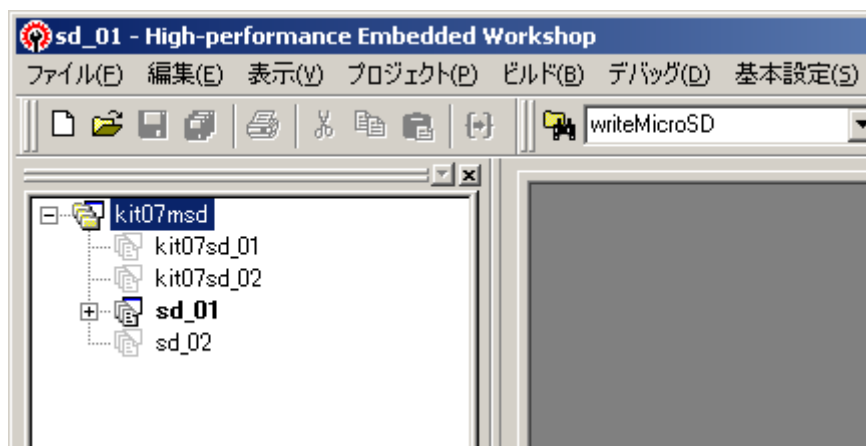 sd_01 - High-performance Embedded Workshop
ファイル(F) 編集(E) 表示(V) プロジェクト(P) ビルド(B) デバッグ(D) 基本設定(S)
writeMicroSD
kit07msd
kit07sd_01
kit07sd_02
sd_01
sd_02